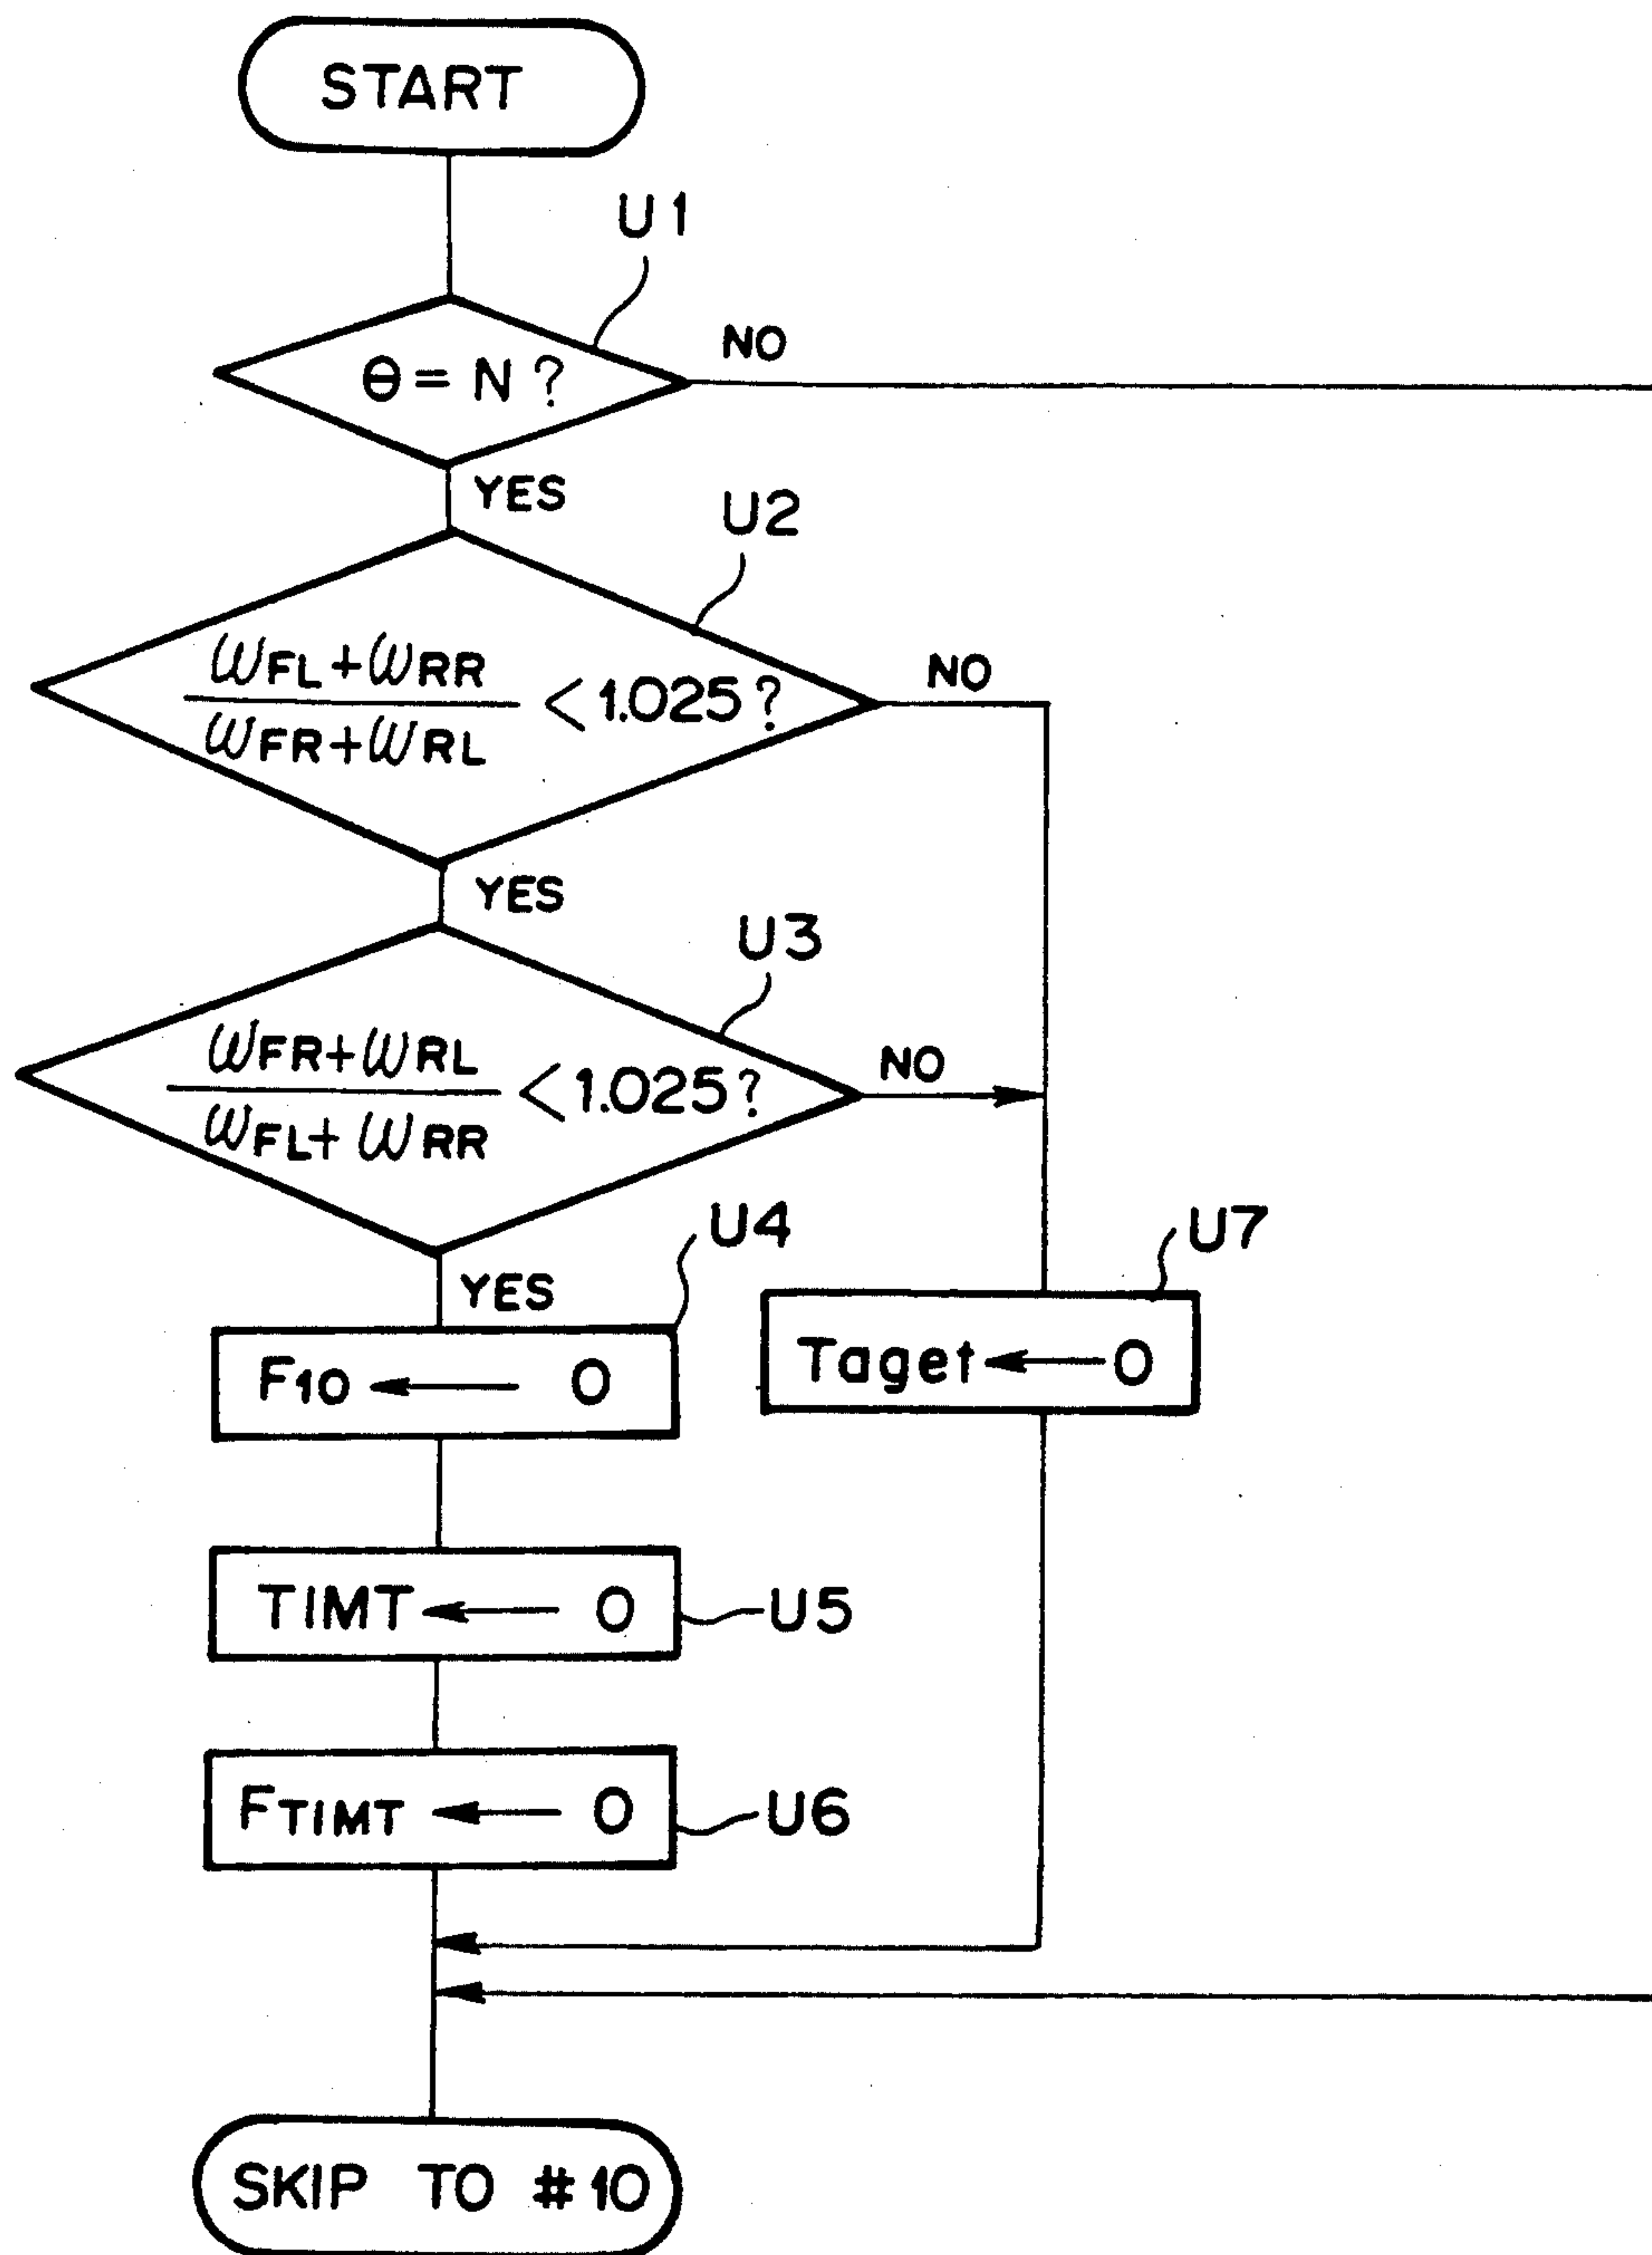 START
U1
Θ = N ?
NO
YES
U2
ωFL + ωRR
ωFR + ωRL
< 1.025 ?
NO
YES
U3
ωFR + ωRL
ωFL + ωRR
< 1.025 ?
NO
YES
U4
F10 ← 0
U7
Taget ← 0
TIMT ← 0
U5
FTIMT ← 0
U6
SKIP TO #10